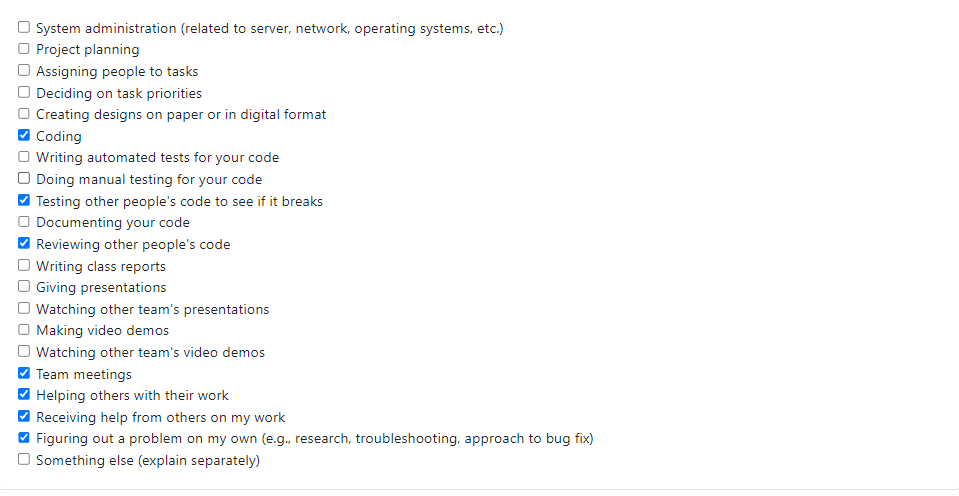 System administration (related to server, network, operating systems, etc.)
Project planning
Assigning people to tasks
Deciding on task priorities
Creating designs on paper or in digital format
Coding
Writing automated tests for your code
Doing manual testing for your code
Testing other people's code to see if it breaks
Documenting your code
Reviewing other people's code
Writing class reports
Giving presentations
Watching other team's presentations
Making video demos
Watching other team's video demos
Team meetings
Helping others with their work
Receiving help from others on my work
Figuring out a problem on my own (e.g., research, troubleshooting, approach to bug fix)
Something else (explain separately)